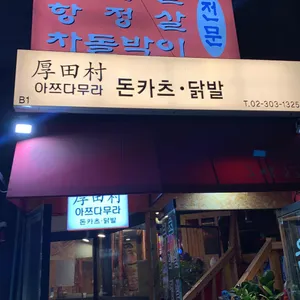 항정살
차돌박이
전문
厚田村
아쯔다무라
돈카츠·닭발
B1
T.02-303-1325
厚田村
아쯔다무라
돈카츠·닭발